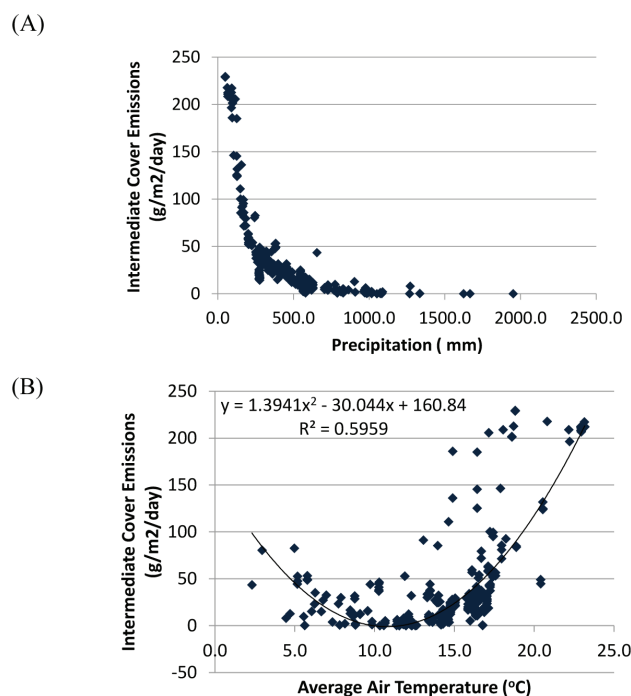 (A)
Intermediate Cover Emissions
(g/m2/day)
250
200
150
100
50
0
0.0 500.0 1000.0 1500.0 2000.0 2500.0
Precipitation ( mm)
(B)
Intermediate Cover Emissions
(g/m2/day)
250
200
150
100
50
0
-50
y = 1.3941x² - 30.044x + 160.84
R² = 0.5959
0.0 5.0 10.0 15.0 20.0 25.0
Average Air Temperature (°C)